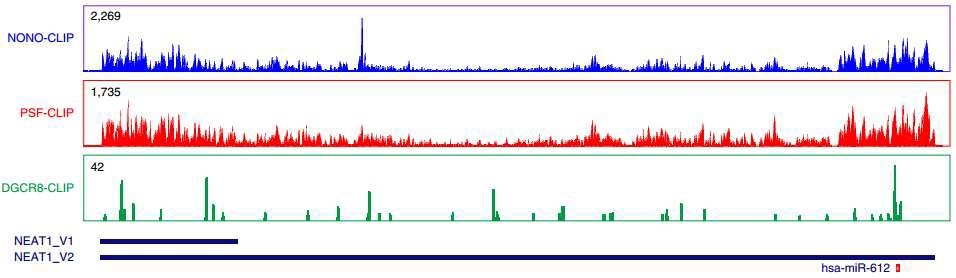 2,269
NONO-CLIP
1,735
PSF-CLIP
42
DGCR8-CLIP
NEAT1_V1
NEAT1_V2
hsa-miR-612